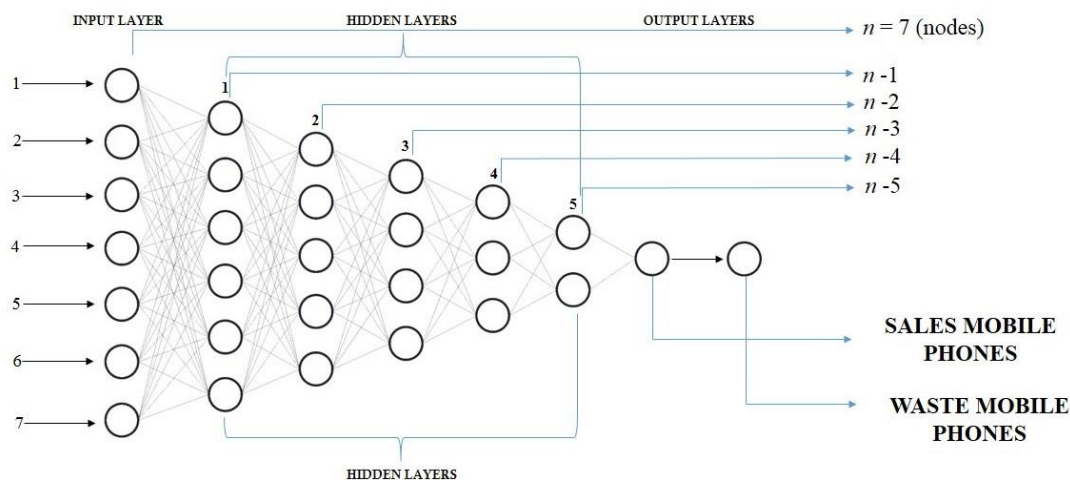 INPUT LAYER
HIDDEN LAYERS
OUTPUT LAYERS
n = 7 (nodes)
n -1
n -2
n -3
n -4
n -5
1
2
3
4
5
6
7
1
2
3
4
5
SALES MOBILE
PHONES
WASTE MOBILE
PHONES
HIDDEN LAYERS